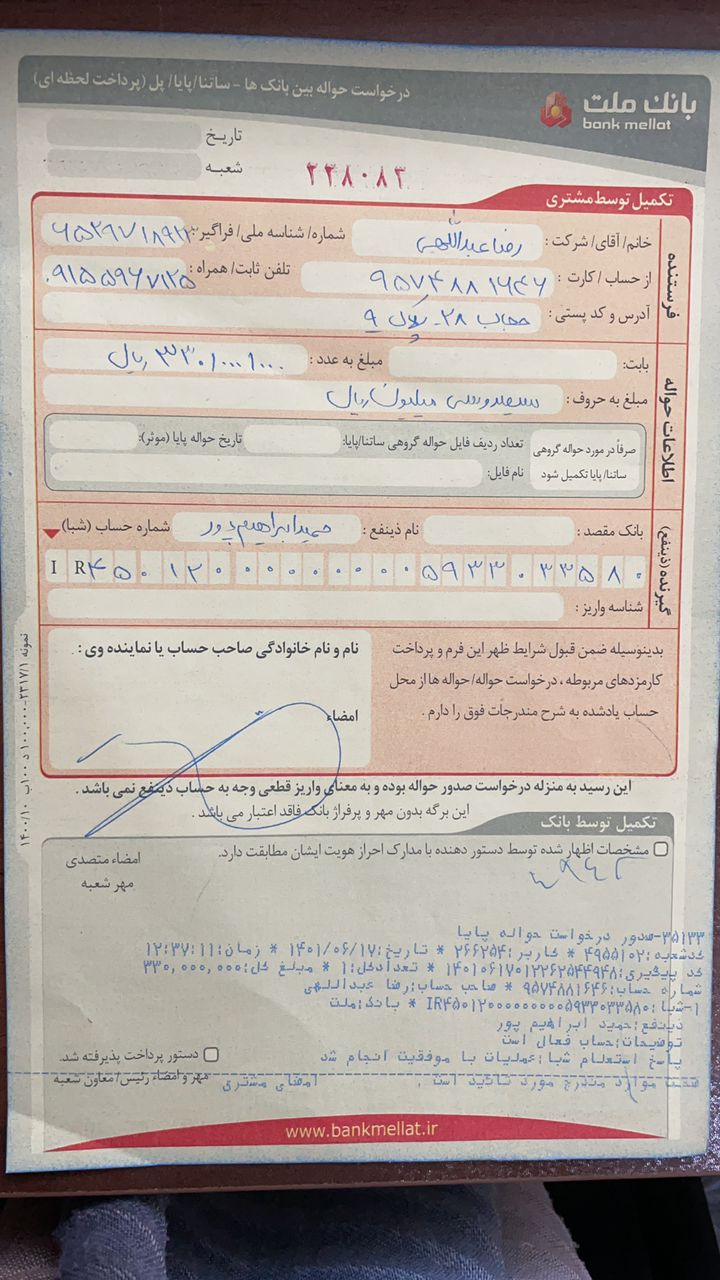 درخواست حواله بین بانک ها - ساتنا/پایا/ پل (پرداخت لحظه ای)
بانک ملت
bank mellat
تاریخ
شعبه
۲۲۸۰۸۳
تکمیل توسط مشتری
فرستنده
خانم/ آقای/ شرکت : رضا عبداللهی شماره/ شناسه ملی/ فراگیر:
از حساب / کارت : ۹۵۷۴۸۸۱۶۴۶ تلفن ثابت/ همراه : ۰۹۱۵۵۹۶۷۱۲۵
آدرس و کد پستی : حجاب ۲۸ - پلاک ۹
اطلاعات حواله
بابت: مبلغ به عدد : ۳۳۰/۰۰۰/۰۰۰ ریال
مبلغ به حروف : سیصد و سی میلیون ریال
صرفاً در مورد حواله گروهی ساتنا/ پایا تکمیل شود
تعداد ردیف فایل حواله گروهی ساتنا/پایا: تاریخ حواله پایا (موثر):
نام فایل:
گیرنده (ذینفع)
بانک مقصد : نام ذینفع : حمید ابراهیم پور شماره حساب (شبا)
IR۴۵۰۱۲۰۰۰۰۰۰۰۰۰۰۵۹۳۳۰۳۳۵۸۰
شناسه واریز :
بدینوسیله ضمن قبول شرایط ظهر این فرم و پرداخت
کارمزدهای مربوطه ، درخواست حواله/ حواله ها از محل
حساب یادشده به شرح مندرجات فوق را دارم .
نام و نام خانوادگی صاحب حساب یا نماینده وی :
امضاء
این رسید به منزله درخواست صدور حواله بوده و به معنای واریز قطعی وجه به حساب ذینفع نمی باشد .
این برگه بدون مهر و پرفراژ بانک فاقد اعتبار می باشد .
نمونه ۲۳۱۷/۱-۱۰۰,۰۰۰ د ۱۰۰ب ۱۴۰۰/۱۰
تکمیل توسط بانک
مشخصات اظهار شده توسط دستور دهنده با مدارک احراز هویت ایشان مطابقت دارد.
امضاء متصدی
مهر شعبه
۳۵۱۳۳-صدور درخواست حواله پایا
کدشعبه:۴۹۵۵۱۰۲ * کاربر:۲۶۶۲۵۴ * تاریخ:۱۴۰۱/۰۶/۱۷ * زمان:۱۲:۳۷:۱۱
کد پیگیری:۱۴۰۱۰۶۱۷۰۱۲۲۶۲۵۴۴۹۴۸ * تعدادکل:۱ * مبلغ کل:۳۳۰,۰۰۰,۰۰۰
شماره حساب:۹۵۷۴۸۸۱۶۴۶ * صاحب حساب:رضا عبداللهی
۱-شبا:IR۴۵۰۱۲۰۰۰۰۰۰۰۰۰۰۵۹۳۳۰۳۳۵۸۰ * بانک:ملت
ذینفع:حمید ابراهیم پور
توضیحات:حساب فعال است
پاسخ استعلام شبا:عملیات با موفقیت انجام شد
صحت موارد مندرج مورد تائید است . امضای مشتری
دستور پرداخت پذیرفته شد.
مهر و امضاء رئیس/ معاون شعبه
www.bankmellat.ir